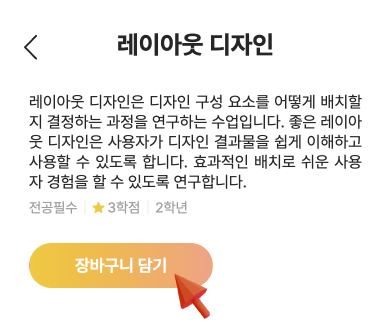 레이아웃 디자인
레이아웃 디자인은 디자인 구성 요소를 어떻게 배치할
지 결정하는 과정을 연구하는 수업입니다. 좋은 레이아
웃 디자인은 사용자가 디자인 결과물을 쉽게 이해하고
사용할 수 있도록 합니다. 효과적인 배치로 쉬운 사용
자 경험을 할 수 있도록 연구합니다.
전공필수 | ★ 3학점 | 2학년
장바구니 담기